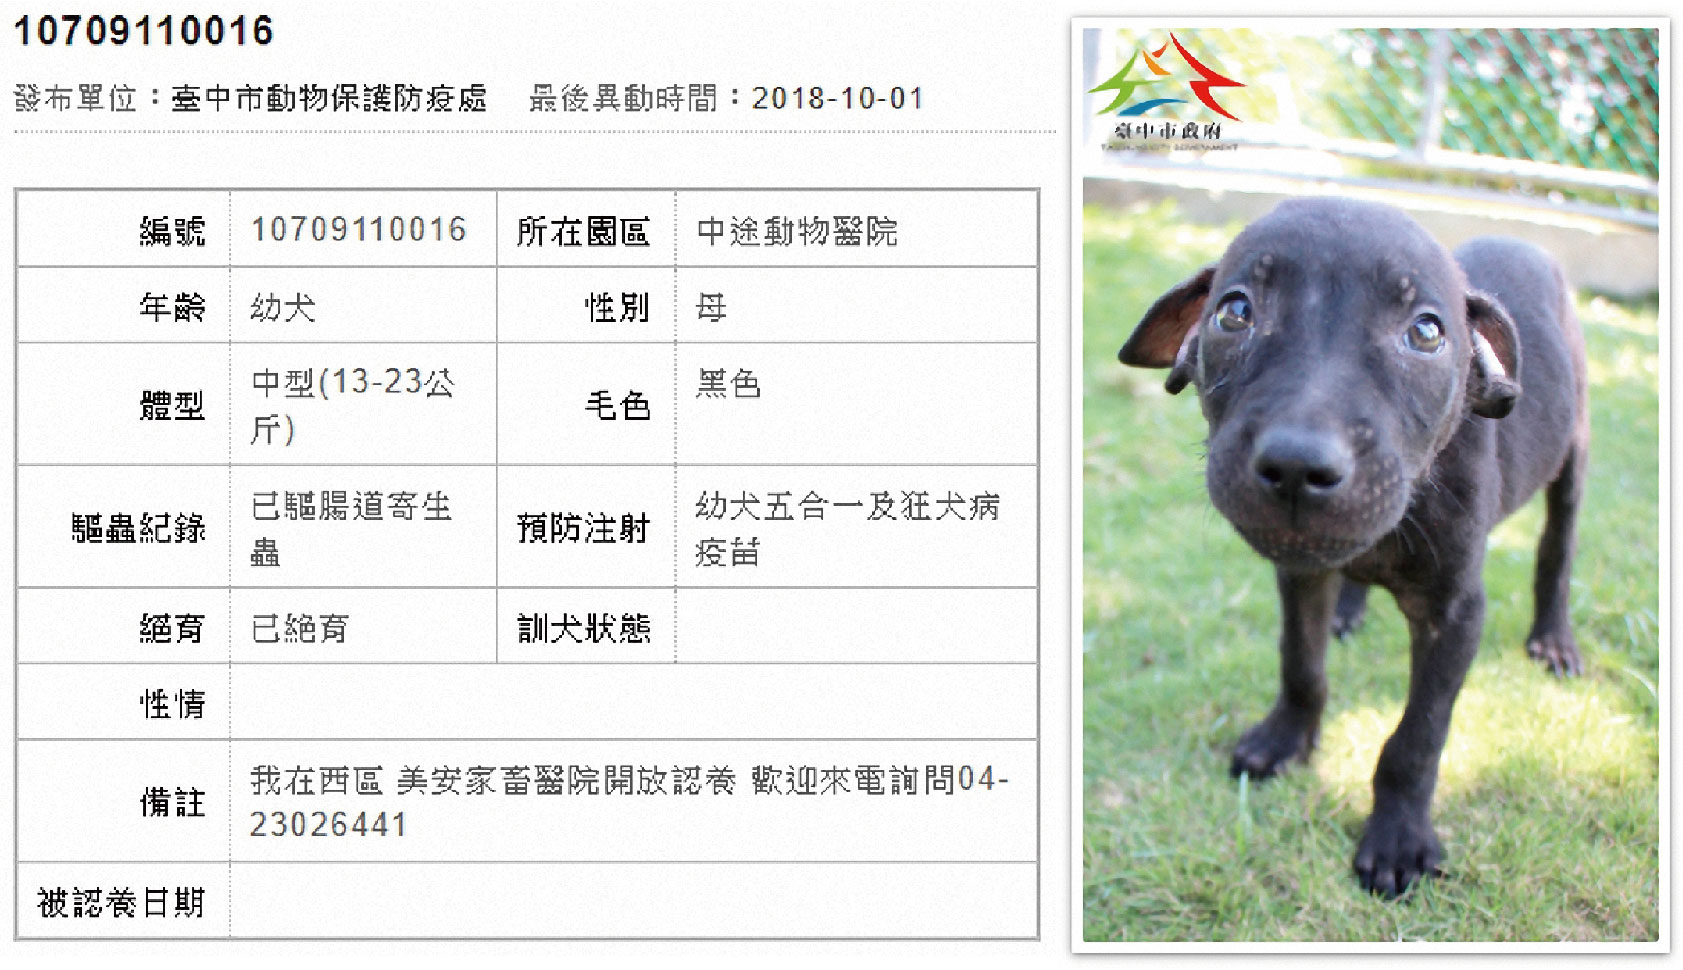 10709110016
發布單位：臺中市動物保護防疫處 最後異動時間：2018-10-01
臺中市政府
編號 10709110016 所在園區 中途動物醫院
年齡 幼犬 性別 母
體型 中型(13-23公
斤) 毛色 黑色
驅蟲紀錄 已驅腸道寄生
蟲 預防注射 幼犬五合一及狂犬病
疫苗
絕育 已絕育 訓犬狀態
性情
備註 我在西區 美安家畜醫院開放認養 歡迎來電詢問04-
23026441
被認養日期